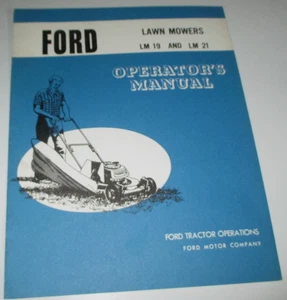 FORD
LAWN MOWERS
LM 19 AND LM 21
OPERATOR'S
MANUAL
FORD TRACTOR OPERATIONS
FORD MOTOR COMPANY